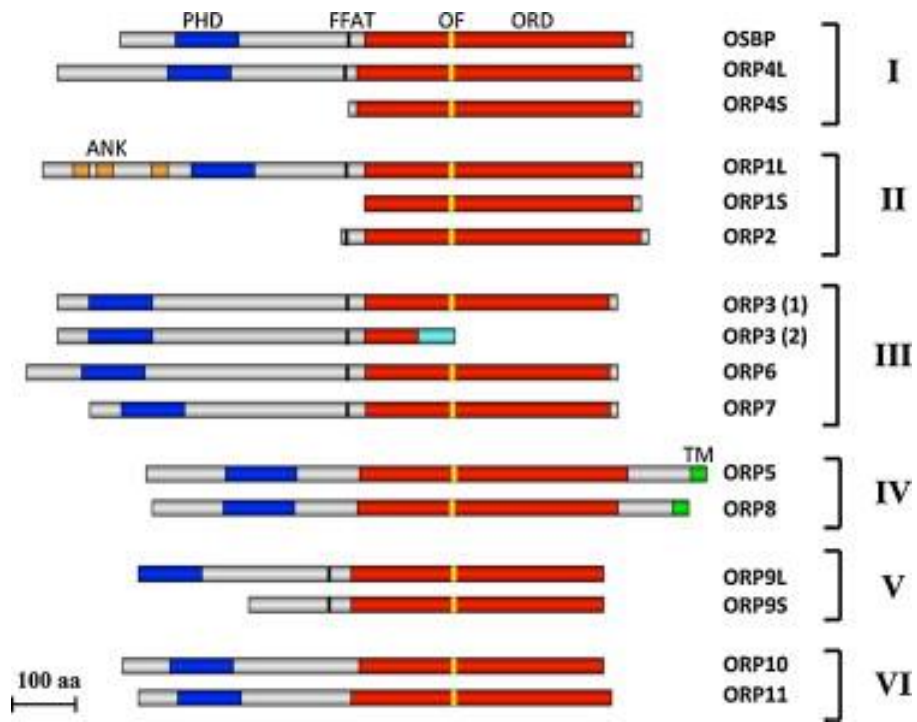 PHD FFAT OF ORD
OSBP
ORP4L
I
ORP4S
ANK
ORP1L
ORP1S
II
ORP2
ORP3 (1)
ORP3 (2)
III
ORP6
ORP7
TM
ORP5
IV
ORP8
ORP9L
V
ORP9S
ORP10
100 aa
VI
ORP11